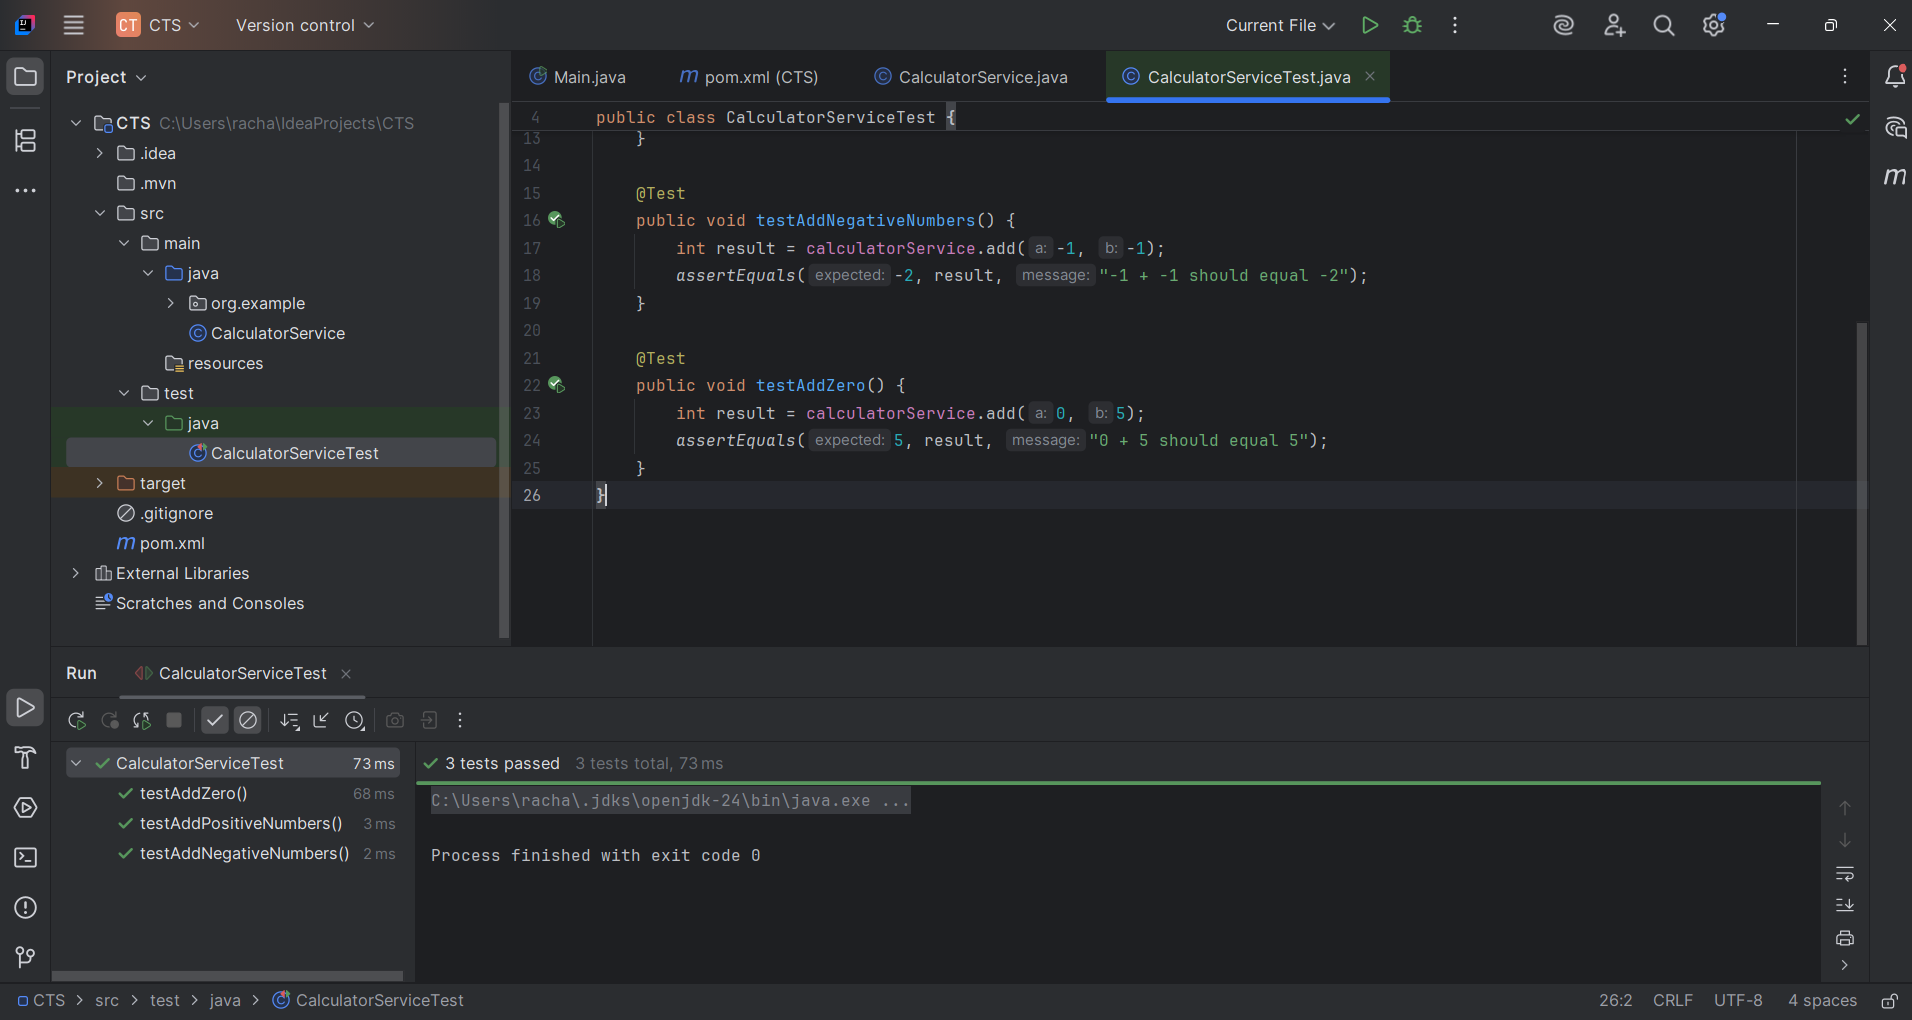 CT CTS Version control Current File
Project
Main.java m pom.xml (CTS) CalculatorService.java CalculatorServiceTest.java
CTS C:\Users\racha\IdeaProjects\CTS
.idea
.mvn
src
main
java
org.example
CalculatorService
resources
test
java
CalculatorServiceTest
target
.gitignore
m pom.xml
External Libraries
Scratches and Consoles
4 public class CalculatorServiceTest {
13 }
14
15 @Test
16 public void testAddNegativeNumbers() {
17 int result = calculatorService.add( a: -1, b: -1);
18 assertEquals( expected: -2, result, message: "-1 + -1 should equal -2");
19 }
20
21 @Test
22 public void testAddZero() {
23 int result = calculatorService.add( a: 0, b: 5);
24 assertEquals( expected: 5, result, message: "0 + 5 should equal 5");
25 }
26 }
m
Run CalculatorServiceTest
CalculatorServiceTest 73 ms
testAddZero() 68 ms
testAddPositiveNumbers() 3 ms
testAddNegativeNumbers() 2 ms
3 tests passed 3 tests total, 73 ms
C:\Users\racha\.jdks\openjdk-24\bin\java.exe ...
Process finished with exit code 0
CTS > src > test > java > CalculatorServiceTest
26:2 CRLF UTF-8 4 spaces